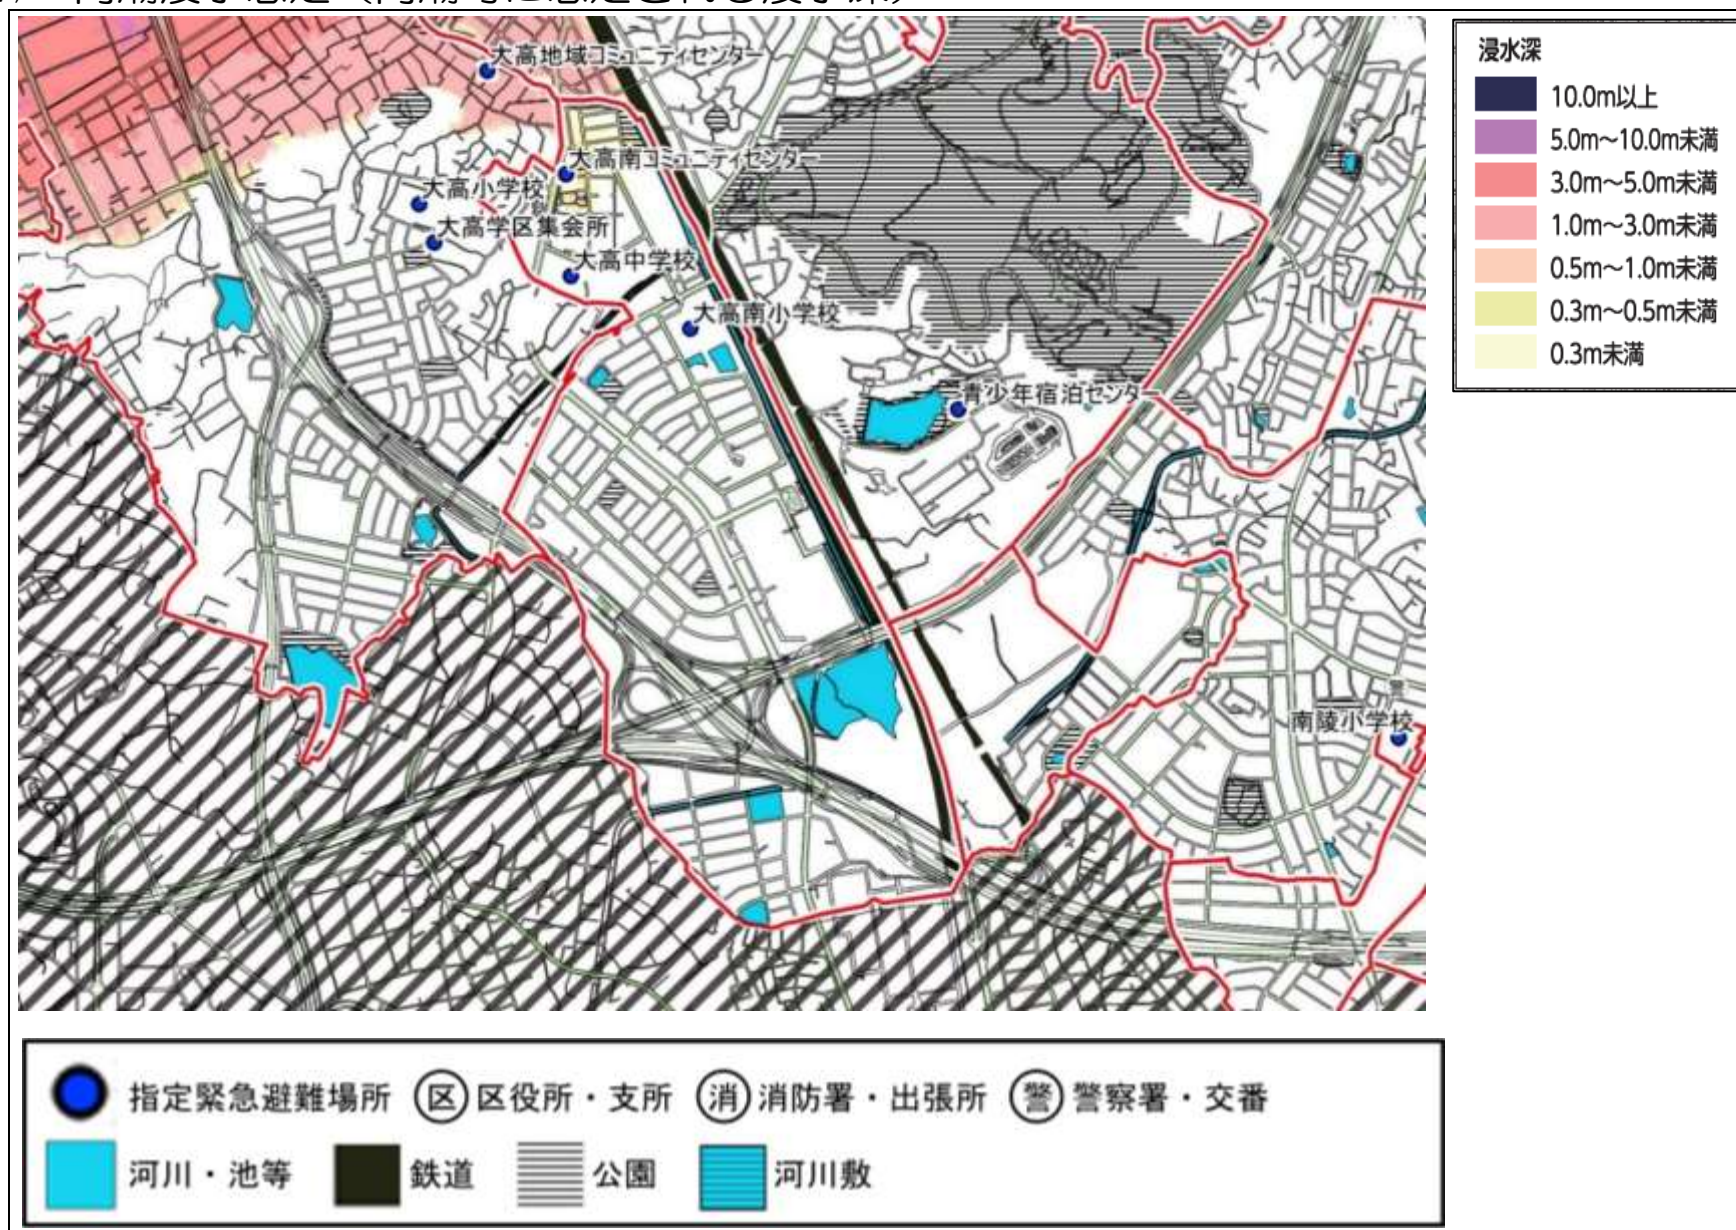 大高地域コミュニティセンター
大高南コミュニティセンター
大高小学校
大高学区集会所
大高中学校
大高南小学校
青少年宿泊センター
南陵小学校
浸水深
10.0m以上
5.0m～10.0m未満
3.0m～5.0m未満
1.0m～3.0m未満
0.5m～1.0m未満
0.3m～0.5m未満
0.3m未満
指定緊急避難場所 区 区役所・支所 消 消防署・出張所 警 警察署・交番
河川・池等 鉄道 公園 河川敷